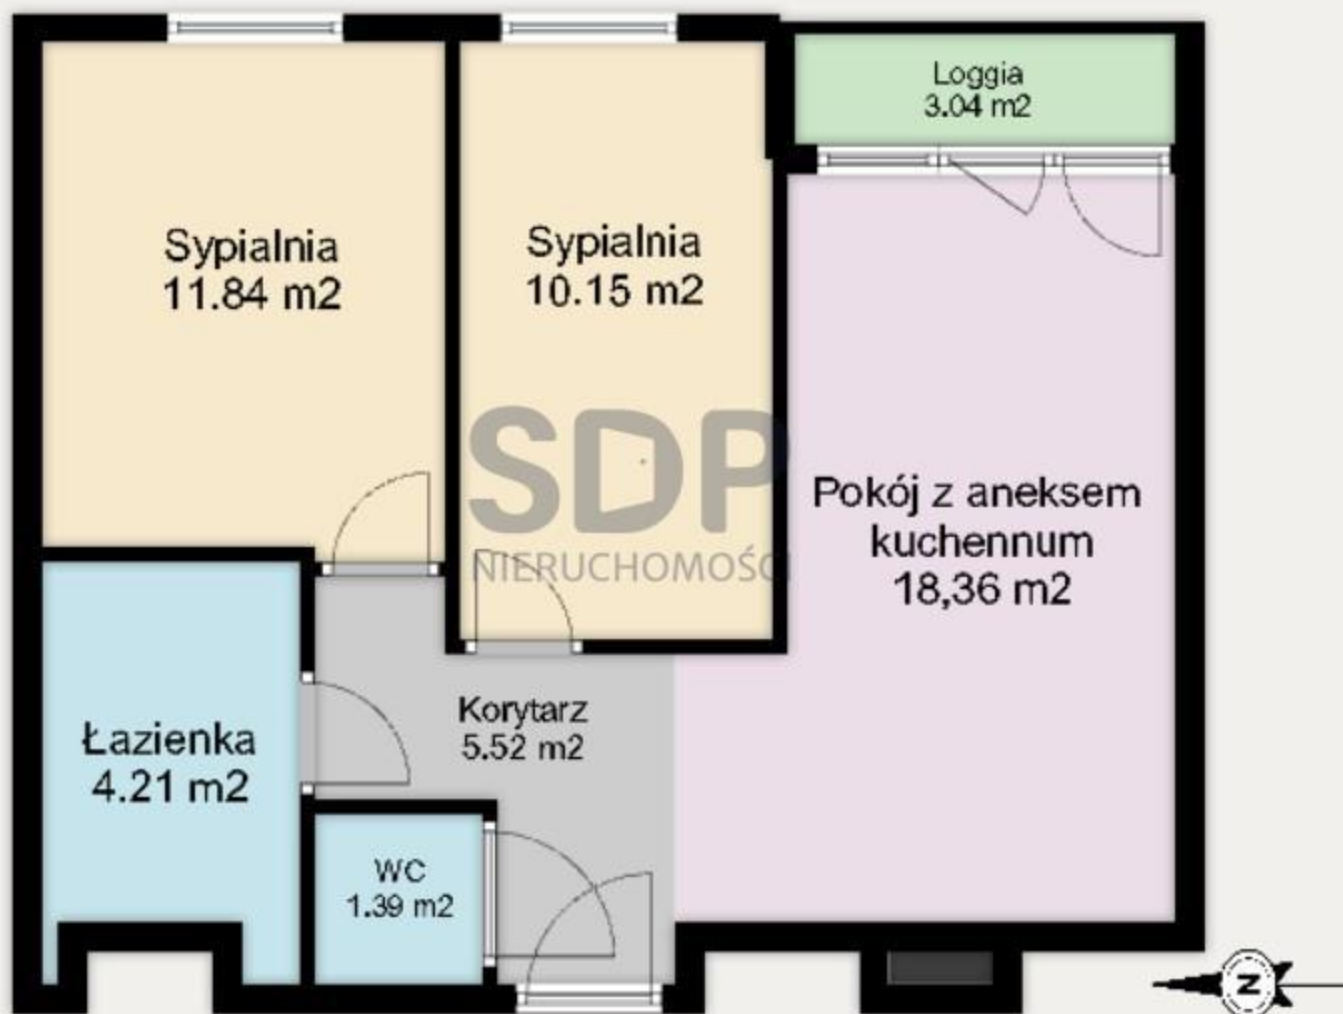 Loggia
3.04 m2
Sypialnia
11.84 m2
Sypialnia
10.15 m2
SDP
NIERUCHOMOŚCI
Pokój z aneksem
kuchennum
18,36 m2
Łazienka
4.21 m2
Korytarz
5.52 m2
WC
1.39 m2
N